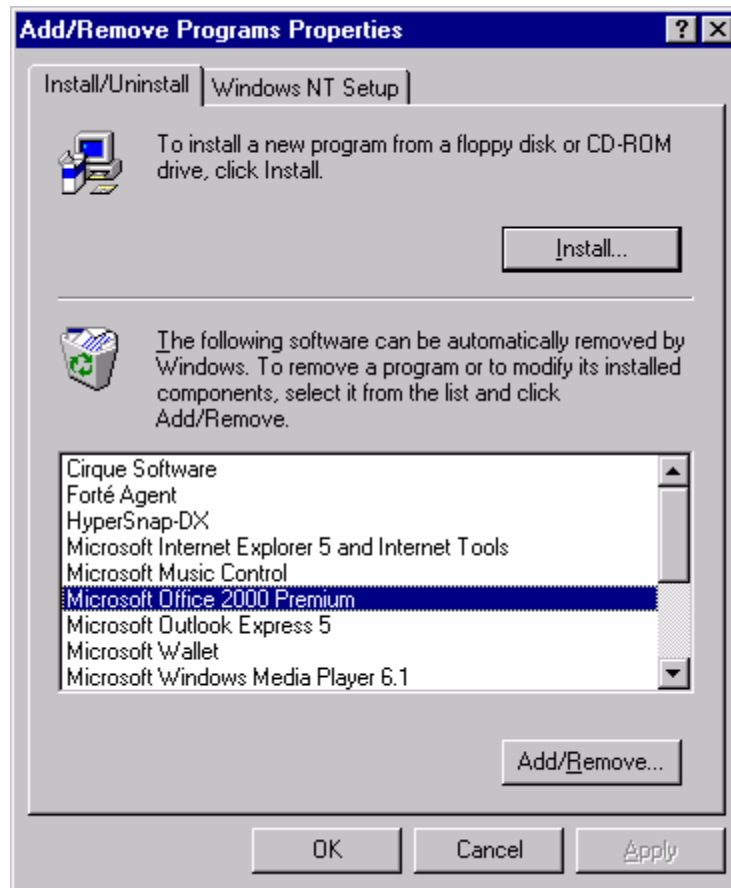 Add/Remove Programs Properties
Install/Uninstall
Windows NT Setup
To install a new program from a floppy disk or CD-ROM
drive, click Install.
Install...
The following software can be automatically removed by
Windows. To remove a program or to modify its installed
components, select it from the list and click
Add/Remove.
Cirque Software
Forté Agent
HyperSnap-DX
Microsoft Internet Explorer 5 and Internet Tools
Microsoft Music Control
Microsoft Office 2000 Premium
Microsoft Outlook Express 5
Microsoft Wallet
Microsoft Windows Media Player 6.1
Add/Remove...
OK
Cancel
Apply